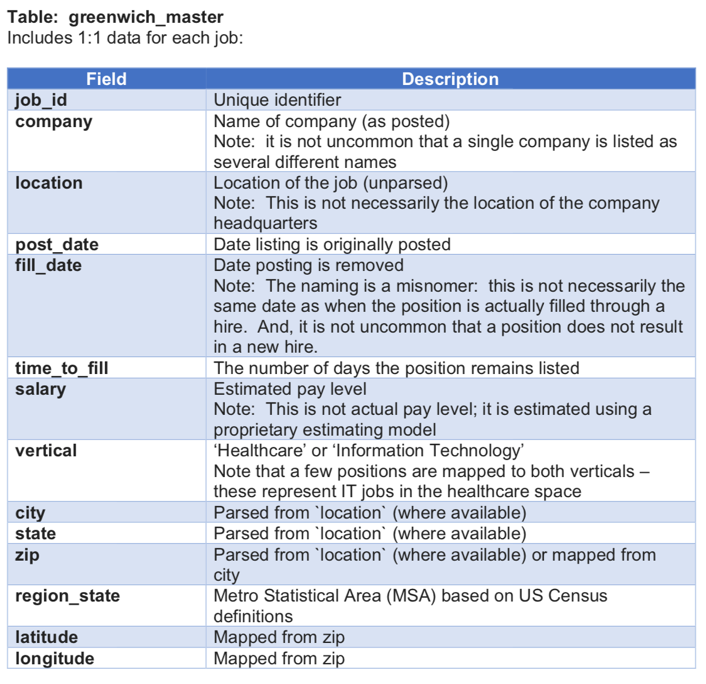 Table:  greenwich_master
Includes 1:1 data for each job:
Field Description
job_id Unique identifier
company Name of company (as posted)
Note:  it is not uncommon that a single company is listed as
several different names
location Location of the job (unparsed)
Note:  This is not necessarily the location of the company
headquarters
post_date Date listing is originally posted
fill_date Date posting is removed
Note:  The naming is a misnomer:  this is not necessarily the
same date as when the position is actually filled through a
hire.  And, it is not uncommon that a position does not result
in a new hire.
time_to_fill The number of days the position remains listed
salary Estimated pay level
Note:  This is not actual pay level; it is estimated using a
proprietary estimating model
vertical ‘Healthcare’ or ‘Information Technology’
Note that a few positions are mapped to both verticals –
these represent IT jobs in the healthcare space
city Parsed from `location` (where available)
state Parsed from `location` (where available)
zip Parsed from `location` (where available) or mapped from
city
region_state Metro Statistical Area (MSA) based on US Census
definitions
latitude Mapped from zip
longitude Mapped from zip